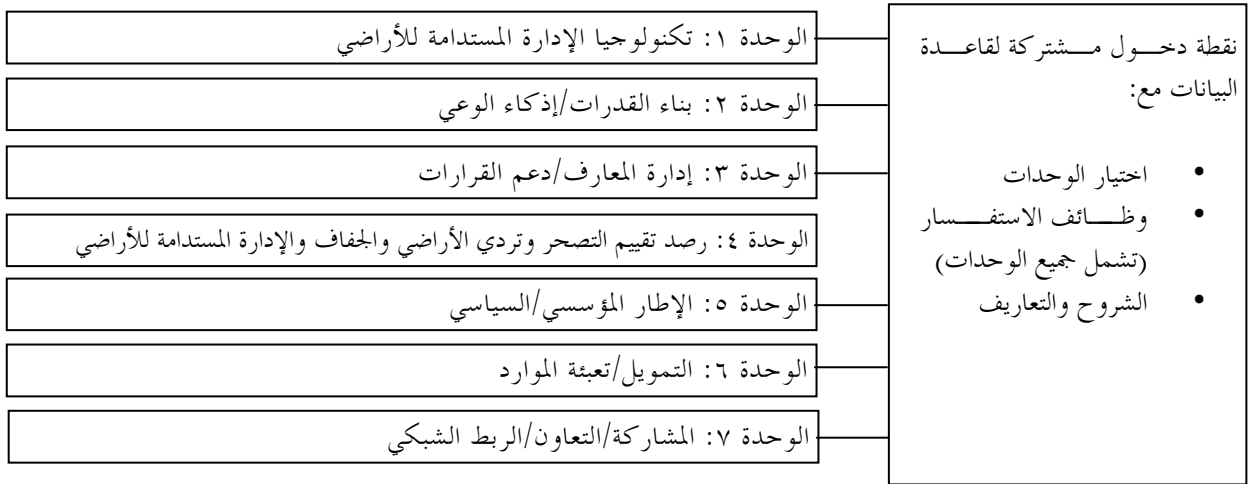 نقطة دخول مشتركة لقاعدة
البيانات مع:
• اختيار الوحدات
• وظائف الاستفسار
(تشمل جميع الوحدات)
• الشروح والتعاريف
الوحدة ١: تكنولوجيا الإدارة المستدامة للأراضي
الوحدة ٢: بناء القدرات/إذكاء الوعي
الوحدة ٣: إدارة المعارف/دعم القرارات
الوحدة ٤: رصد تقييم التصحر وتردي الأراضي والجفاف والإدارة المستدامة للأراضي
الوحدة ٥: الإطار المؤسسي/السياسي
الوحدة ٦: التمويل/تعبئة الموارد
الوحدة ٧: المشاركة/التعاون/الربط الشبكي